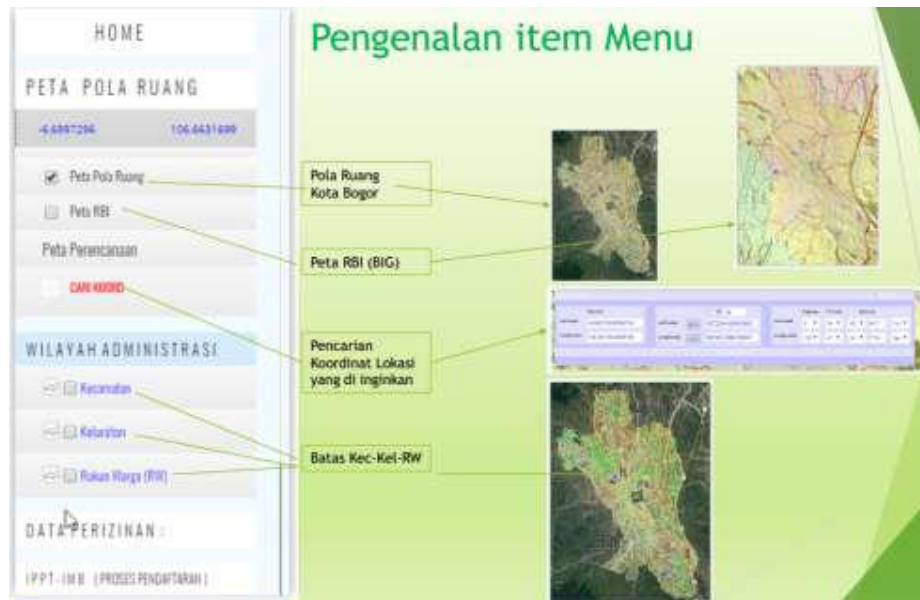 HOME
Pengenalan item Menu
PETA POLA RUANG
-6.6997296 106.6631699
Peta Pola Ruang
Peta RBI
Peta Perencanaan
CARI KOORD
WILAYAH ADMINISTRASI
Kecamatan
Kelurahan
Rukun Warga (RW)
DATA PERIZINAN :
IPPT-IMB (PROSES PENDAFTARAN)
Pola Ruang
Kota Bogor
Peta RBI (BIG)
Pencarian
Koordinat Lokasi
yang di inginkan
Batas Kec-Kel-RW